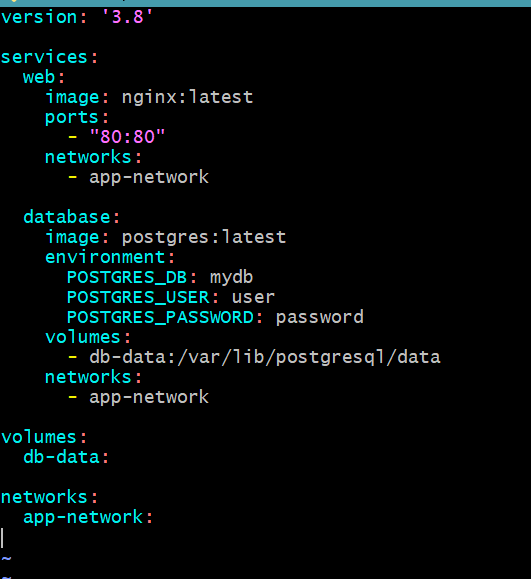 version: '3.8'

services:
  web:
    image: nginx:latest
    ports:
      - "80:80"
    networks:
      - app-network

  database:
    image: postgres:latest
    environment:
      POSTGRES_DB: mydb
      POSTGRES_USER: user
      POSTGRES_PASSWORD: password
    volumes:
      - db-data:/var/lib/postgresql/data
    networks:
      - app-network

volumes:
  db-data:

networks:
  app-network:

~
~